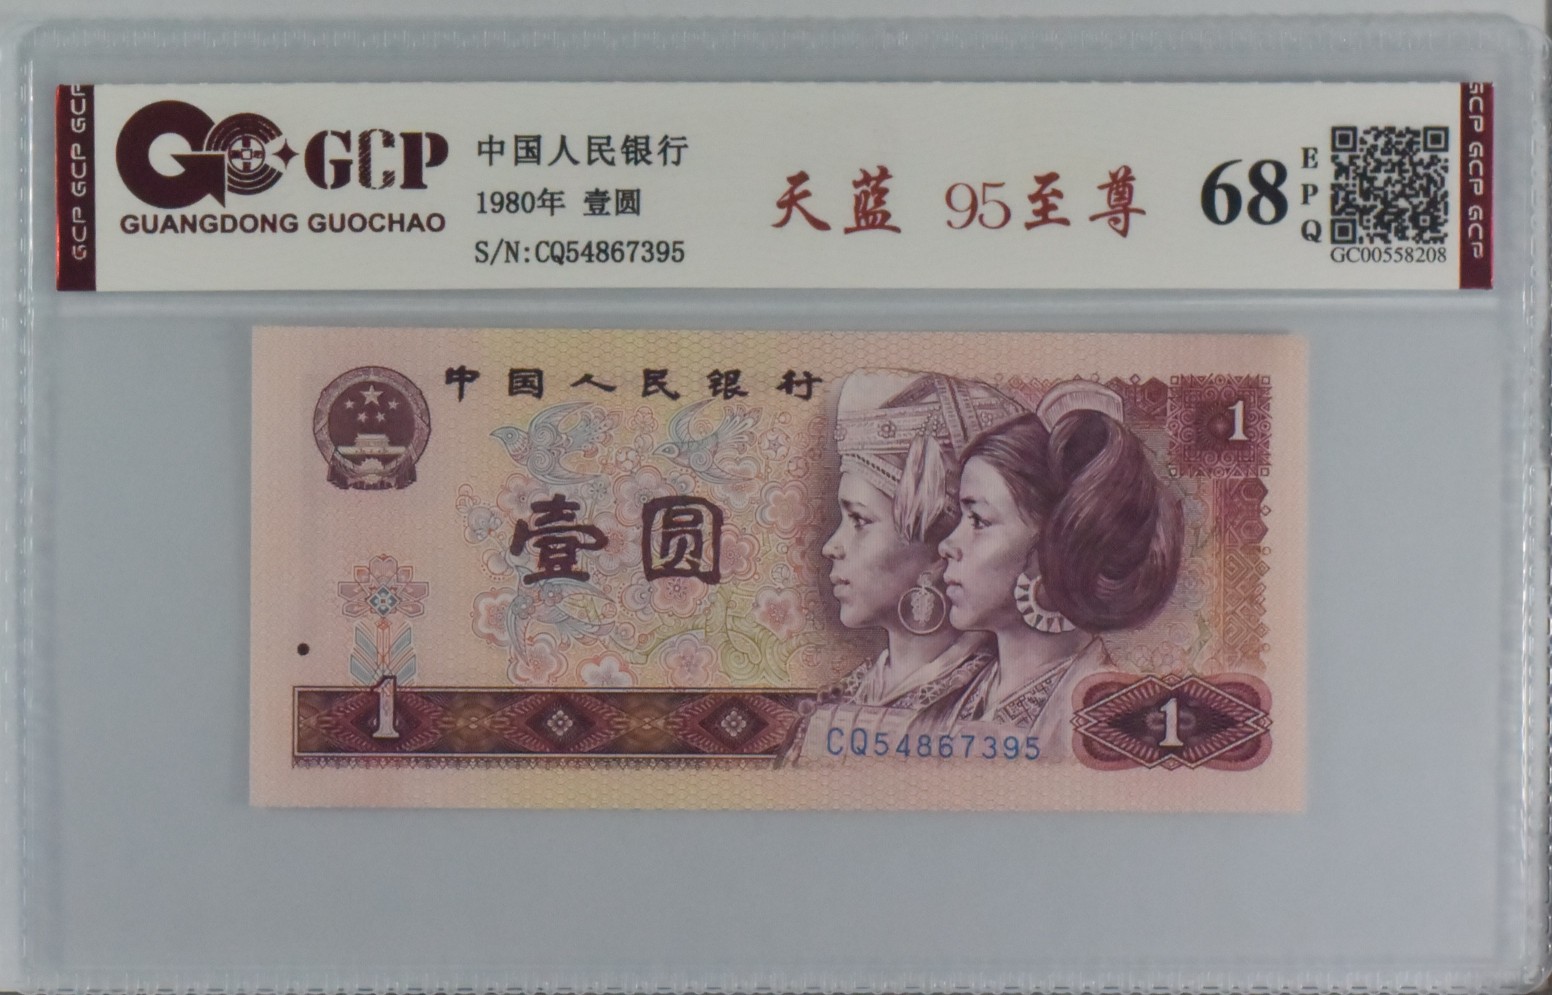 GCP GCP GCP
GCP
GUANGDONG GUOCHAO
中国人民银行
1980年 壹圆
S/N:CQ54867395
天蓝 95至尊
68
EPQ
GC00558208
GCP GCP GCP
中国人民银行
1
壹圆
1
CQ54867395
1